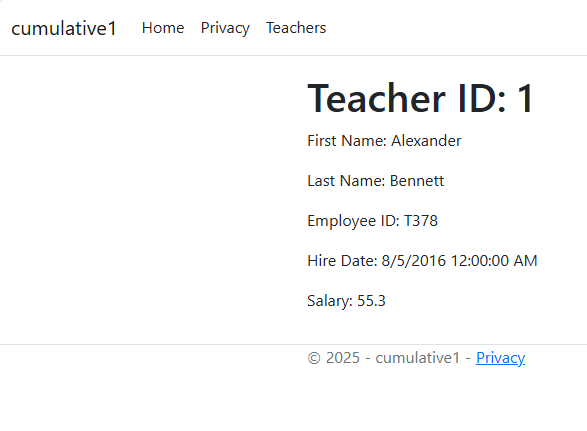 cumulative1 Home Privacy Teachers
Teacher ID: 1
First Name: Alexander
Last Name: Bennett
Employee ID: T378
Hire Date: 8/5/2016 12:00:00 AM
Salary: 55.3
© 2025 - cumulative1 - Privacy